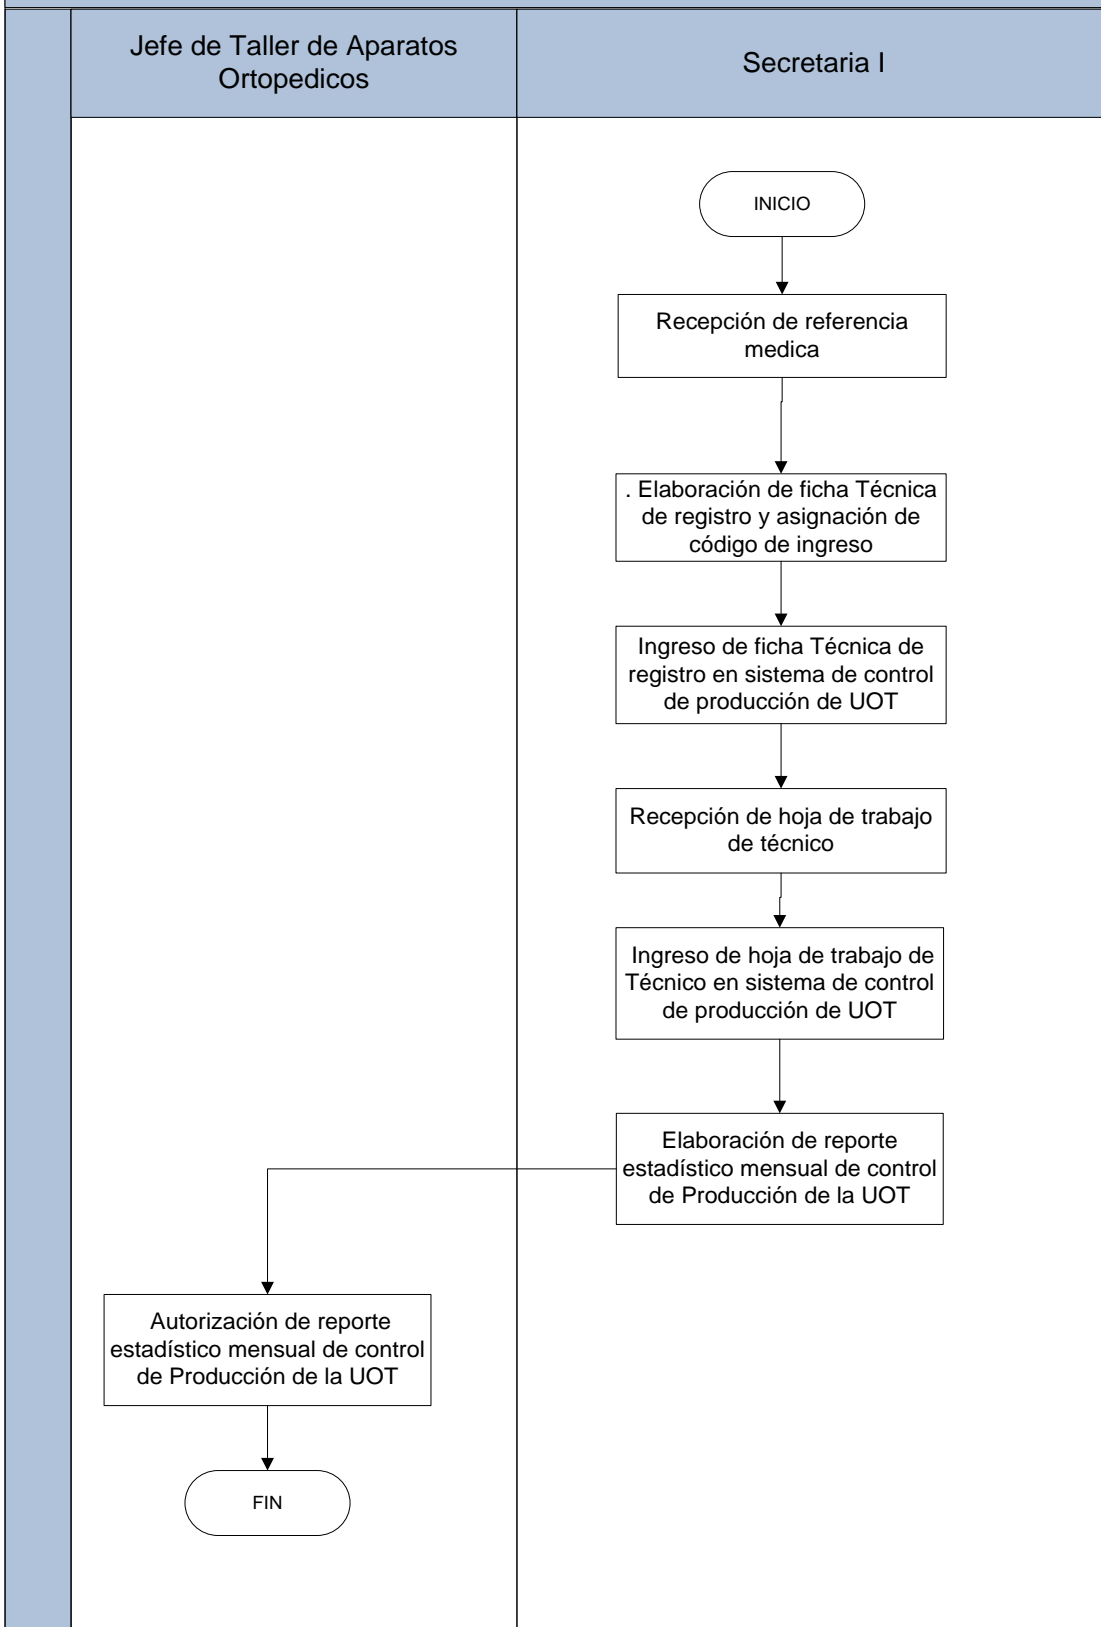 Jefe de Taller de Aparatos
Ortopedicos
Secretaria I
INICIO
Recepción de referencia
medica
. Elaboración de ficha Técnica
de registro y asignación de
código de ingreso
Ingreso de ficha Técnica de
registro en sistema de control
de producción de UOT
Recepción de hoja de trabajo
de técnico
Ingreso de hoja de trabajo de
Técnico en sistema de control
de producción de UOT
Elaboración de reporte
estadístico mensual de control
de Producción de la UOT
Autorización de reporte
estadístico mensual de control
de Producción de la UOT
FIN